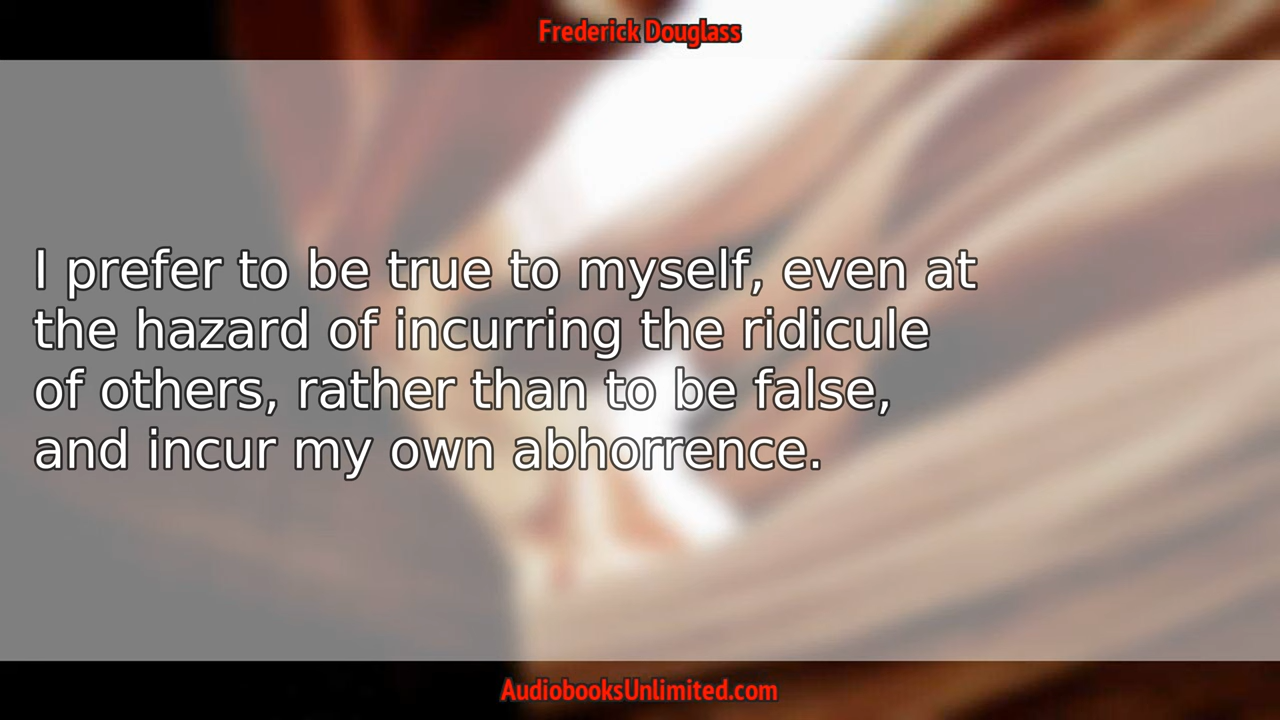 Frederick Douglass
I prefer to be true to myself, even at
the hazard of incurring the ridicule
of others, rather than to be false,
and incur my own abhorrence.
AudiobooksUnlimited.com